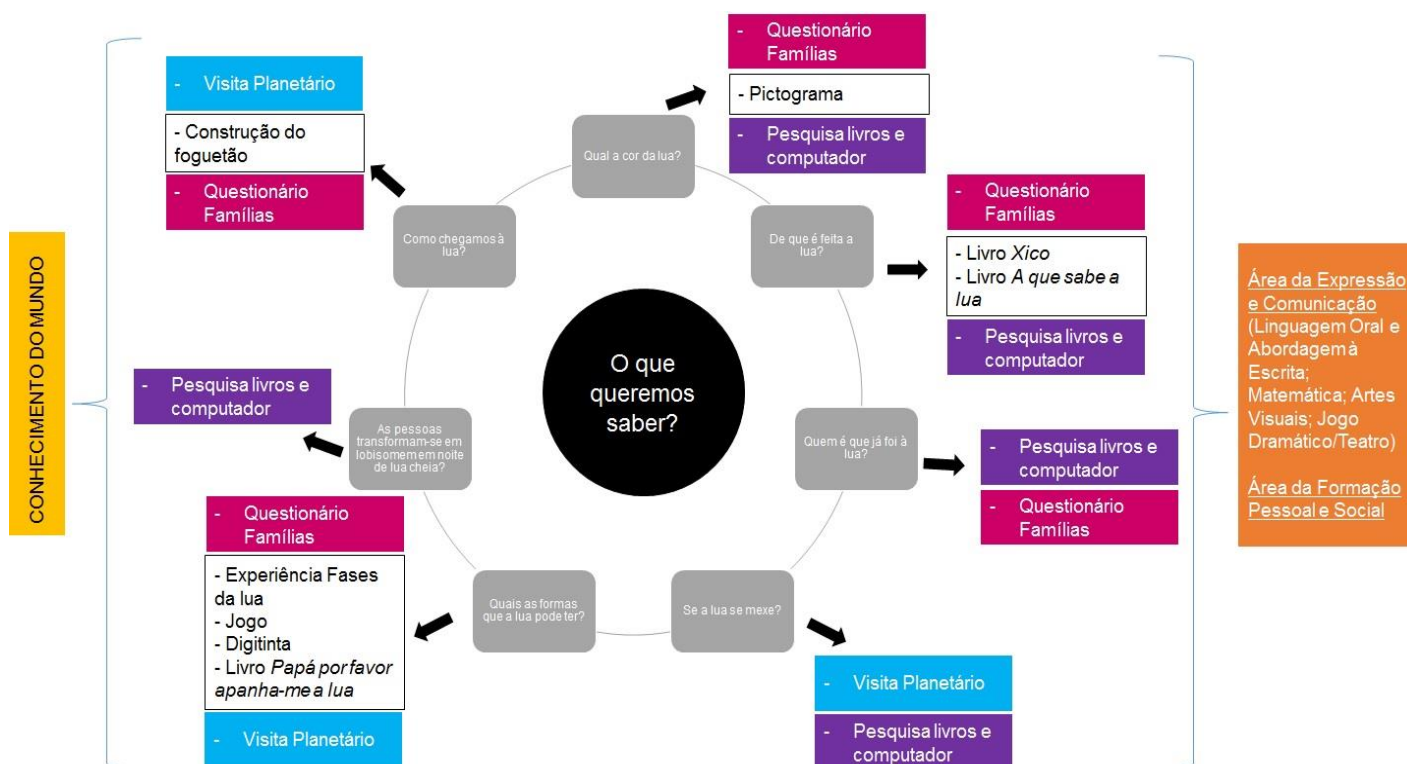 CONHECIMENTO DO MUNDO
- Visita Planetário
- Construção do
foguetão
- Questionário
Famílias
Como chegamos à
lua?
- Questionário
Famílias
- Pictograma
- Pesquisa livros e
computador
Qual a cor da lua?
- Questionário
Famílias
- Livro Xico
- Livro A que sabe a
lua
- Pesquisa livros e
computador
De que é feita a
lua?
O que
queremos
saber?
- Pesquisa livros e
computador
As pessoas
transformam-se em
lobisomem em noite
de lua cheia?
Quem é que já foi à
lua?
- Pesquisa livros e
computador
- Questionário
Famílias
- Questionário
Famílias
- Experiência Fases
da lua
- Jogo
- Digitinta
- Livro Papá por favor
apanha-me a lua
- Visita Planetário
Quais as formas
que a lua pode ter?
Se a lua se mexe?
- Visita Planetário
- Pesquisa livros e
computador
Área da Expressão
e Comunicação
(Linguagem Oral e
Abordagem à
Escrita;
Matemática; Artes
Visuais; Jogo
Dramático/Teatro)
Área da Formação
Pessoal e Social